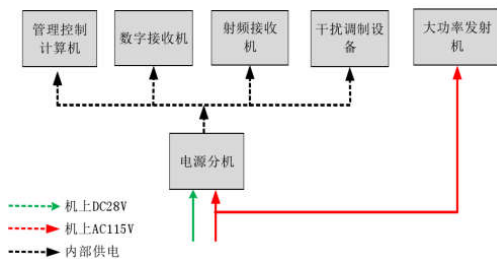 管理控制
计算机
数字接收机
射频接收
机
干扰调制设
备
大功率发射
机
电源分机
机上DC28V
机上AC115V
内部供电